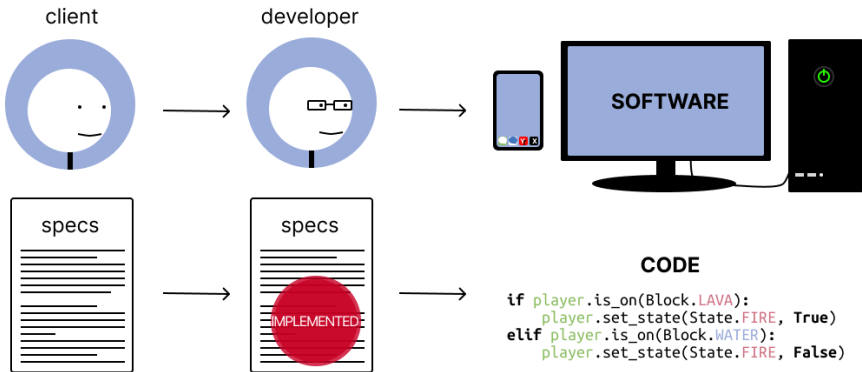 client
developer
SOFTWARE
Y X
specs
specs
IMPLEMENTED
CODE
if player.is_on(Block.LAVA):
    player.set_state(State.FIRE, True)
elif player.is_on(Block.WATER):
    player.set_state(State.FIRE, False)